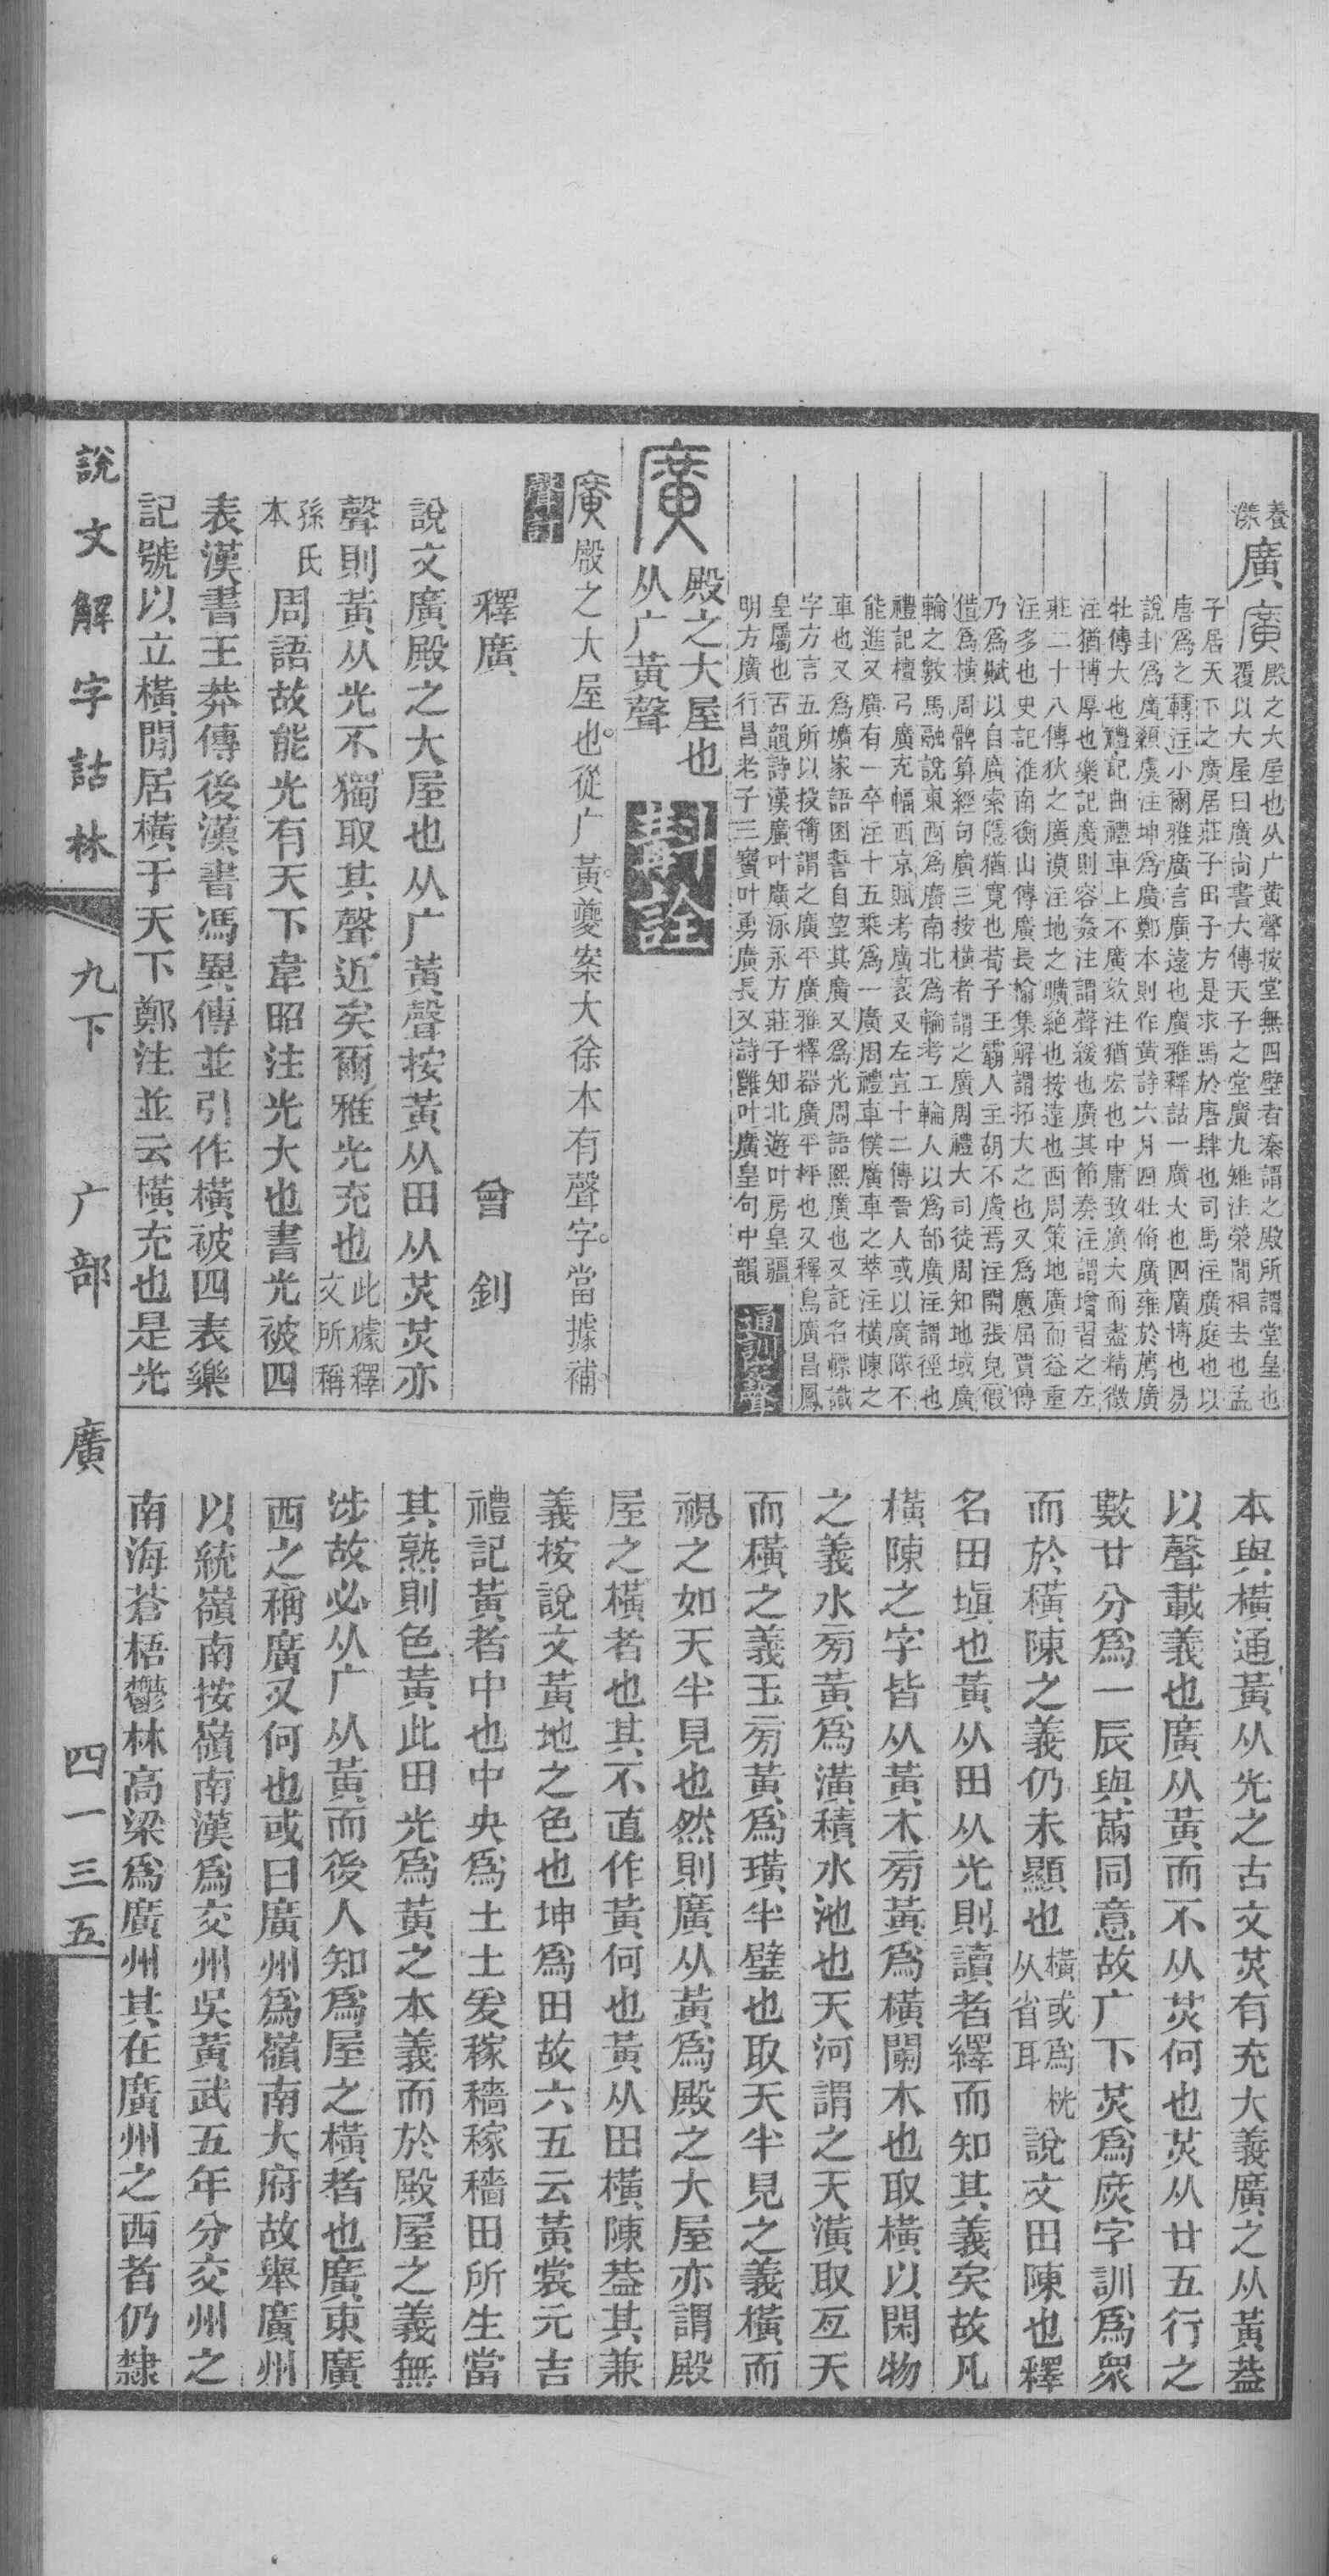 養
滌
廣
廣
殿之大屋也从广黃聲按堂無四壁者秦謂之殿所謂堂皇也
覆以大屋曰廣尙書大傳天子之堂廣九雉注榮閒相去也孟
子居天下之廣居莊子田子方是求馬於唐肆也司馬注廣庭也以
唐爲之轉注小爾雅廣言廣遠也廣雅釋詁一廣大也四廣博也易
說卦爲廣顙虞注坤爲廣鄭本則作黃詩六月四牡脩廣雍於薦廣
牡傳大也禮記曲禮車上不廣欬注猶宏也中庸致廣大而盡精微
注猶博厚也樂記廣則容姦注謂聲緩也廣其節奏注謂增習之左
莊二十八傳狄之廣漠注地之曠絶也按遠也西周策地廣而益重
注多也史記淮南衡山傳廣長榆集解謂拓大之也又爲應屈賈傳
乃爲賦以自廣索隱猶寬也荀子王霸人主胡不廣焉注開張皃假
借爲橫周髀算經句廣三按橫者謂之廣周禮大司徒周知地域廣
輪之數馬融說東西爲廣南北爲輪考工輪人以爲部廣注謂徑也
禮記檀弓廣充幅西京賦考廣袤又左宣十二傳晉人或以廣隊不
能進又廣有一卒注十五乘爲一廣周禮車僕廣車之萃注橫陳之
車也又爲壙家語困誓自望其廣又爲光周語熙廣也又託名幖識
字方言五所以投簿謂之廣平廣雅釋器廣平枰也又釋鳥廣昌鳳
皇屬也古韻詩漢廣叶廣泳永方莊子知北遊叶房皇疆
明方廣行昌老子三寶叶勇廣長又詩雝叶廣皇句中韻
通訓定聲
廣
殿之大屋也
从广黃聲
廣殿之大屋也從广黃夔案大徐本有聲字當據補
釋廣　曾釗
說文廣殿之大屋也从广黃聲按黃从田从炗炗亦
聲則黃从光不獨取其聲近矣爾雅光充也此據釋
文所稱
孫氏
本周語故能光有天下韋昭注光大也書光被四
表漢書王莽傳後漢書馮異傳並引作橫被四表樂
記號以立橫閒居橫于天下鄭注並云橫充也是光
本與橫通黃从光之古文炗有充大義廣之从黃葢
以聲載義也廣从黃而不从炗何也炗从廿五行之
數廿分爲一辰與㒼同意故广下炗爲庶字訓爲衆
而於橫陳之義仍未顯也橫或爲桄
从省耳說文田陳也釋
名田塡也黃从田从光則讀者繹而知其義矣故凡
橫陳之字皆从黃木㫄黃爲橫闌木也取橫以閑物
之義水㫄黃爲潢積水池也天河謂之天潢取亙天
而橫之義玉㫄黃爲璜半璧也取天半見之義橫而
視之如天半見也然則廣从黃爲殿之大屋亦謂殿
屋之橫者也其不直作黃何也黃从田橫陳葢其兼
義按說文黃地之色也坤爲田故六五云黃裳元吉
禮記黃者中也中央爲土土爰稼穡稼穡田所生當
其熟則色黃此田光爲黃之本義而於殿屋之義無
涉故必从广从黃而後人知爲屋之橫者也廣東廣
西之稱廣又何也或曰廣州爲嶺南大府故舉廣州
以統嶺南按嶺南漢爲交州吳黃武五年分交州之
南海蒼梧鬱林高梁爲廣州其在廣州之西者仍隸
說文解字詁林　九下　广部　廣　四一三五